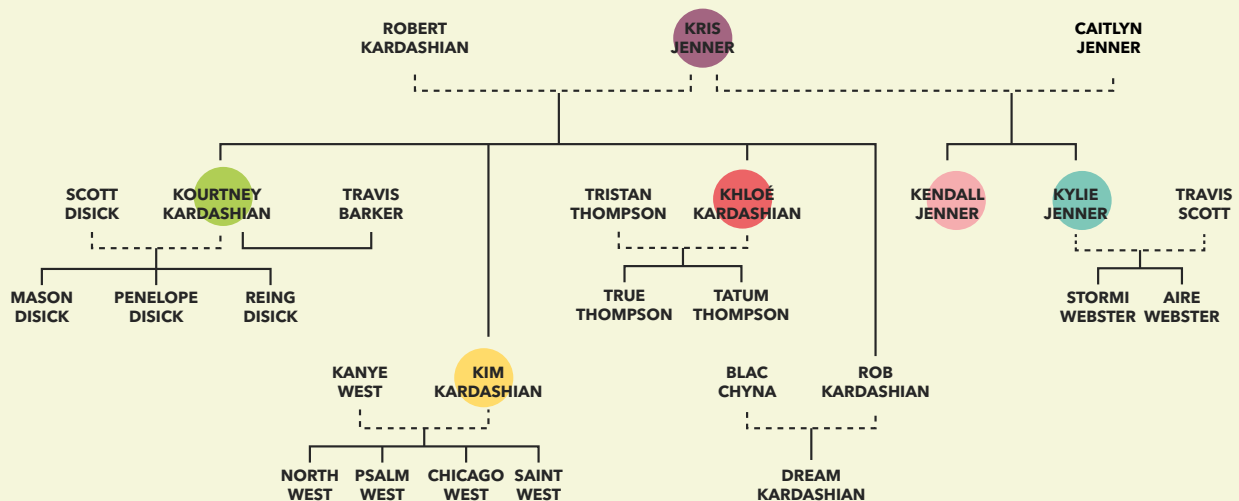 ROBERT
KARDASHIAN
KRIS
JENNER
CAITLYN
JENNER
SCOTT
DISICK
KOURTNEY
KARDASHIAN
TRAVIS
BARKER
TRISTAN
THOMPSON
KHLOÉ
KARDASHIAN
KENDALL
JENNER
KYLIE
JENNER
TRAVIS
SCOTT
MASON
DISICK
PENELOPE
DISICK
REING
DISICK
TRUE
THOMPSON
TATUM
THOMPSON
STORMI
WEBSTER
AIRE
WEBSTER
KANYE
WEST
KIM
KARDASHIAN
BLAC
CHYNA
ROB
KARDASHIAN
NORTH
WEST
PSALM
WEST
CHICAGO
WEST
SAINT
WEST
DREAM
KARDASHIAN